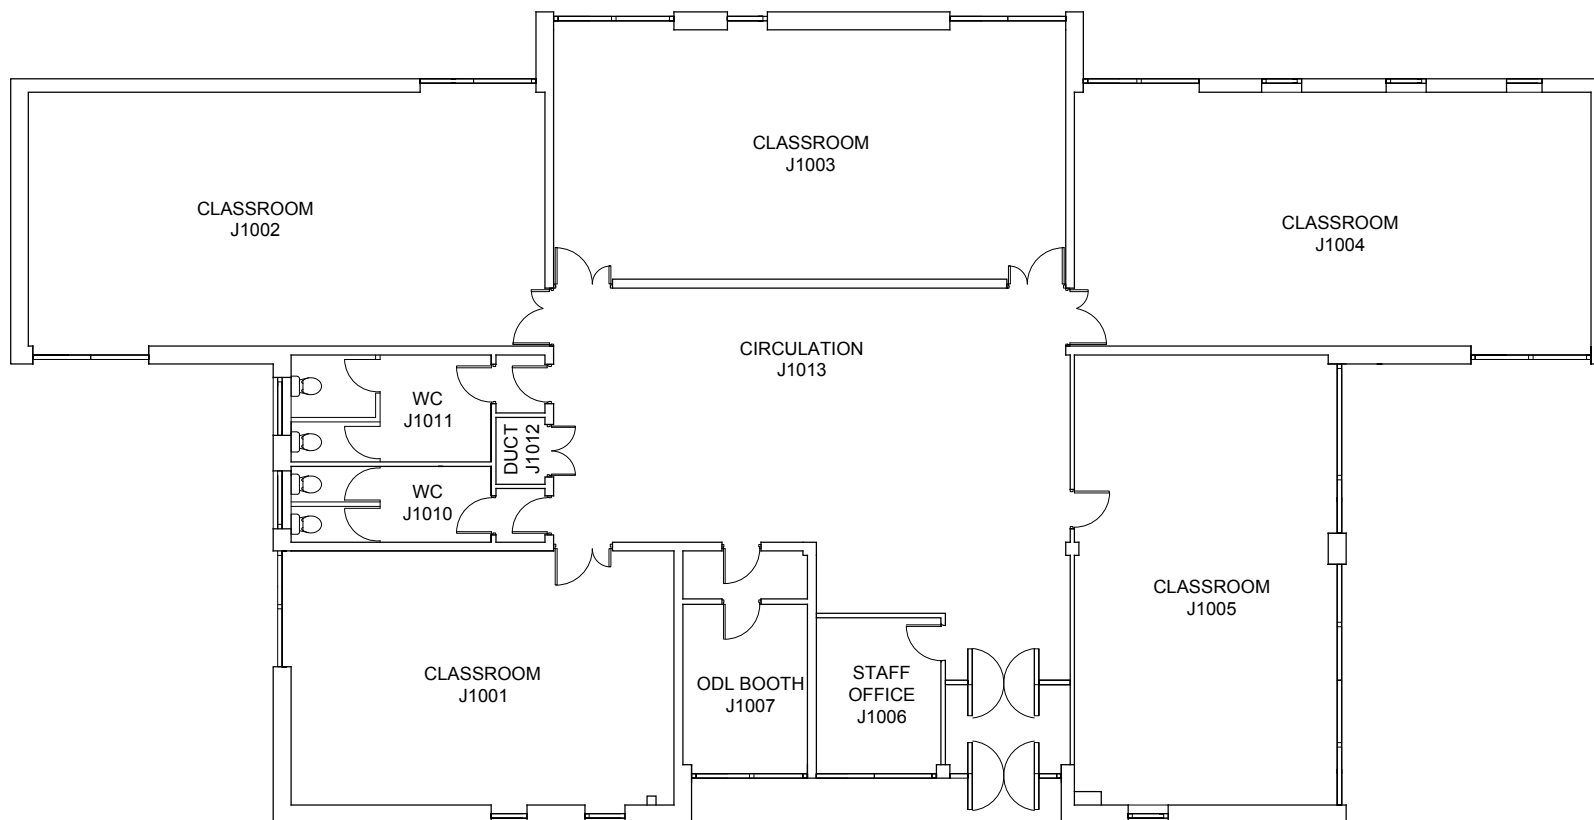 CLASSROOM
J1003
CLASSROOM
J1002
CLASSROOM
J1004
CIRCULATION
J1013
WC
J1011
DUCT
J1012
WC
J1010
CLASSROOM
J1005
CLASSROOM
J1001
ODL BOOTH
J1007
STAFF
OFFICE
J1006